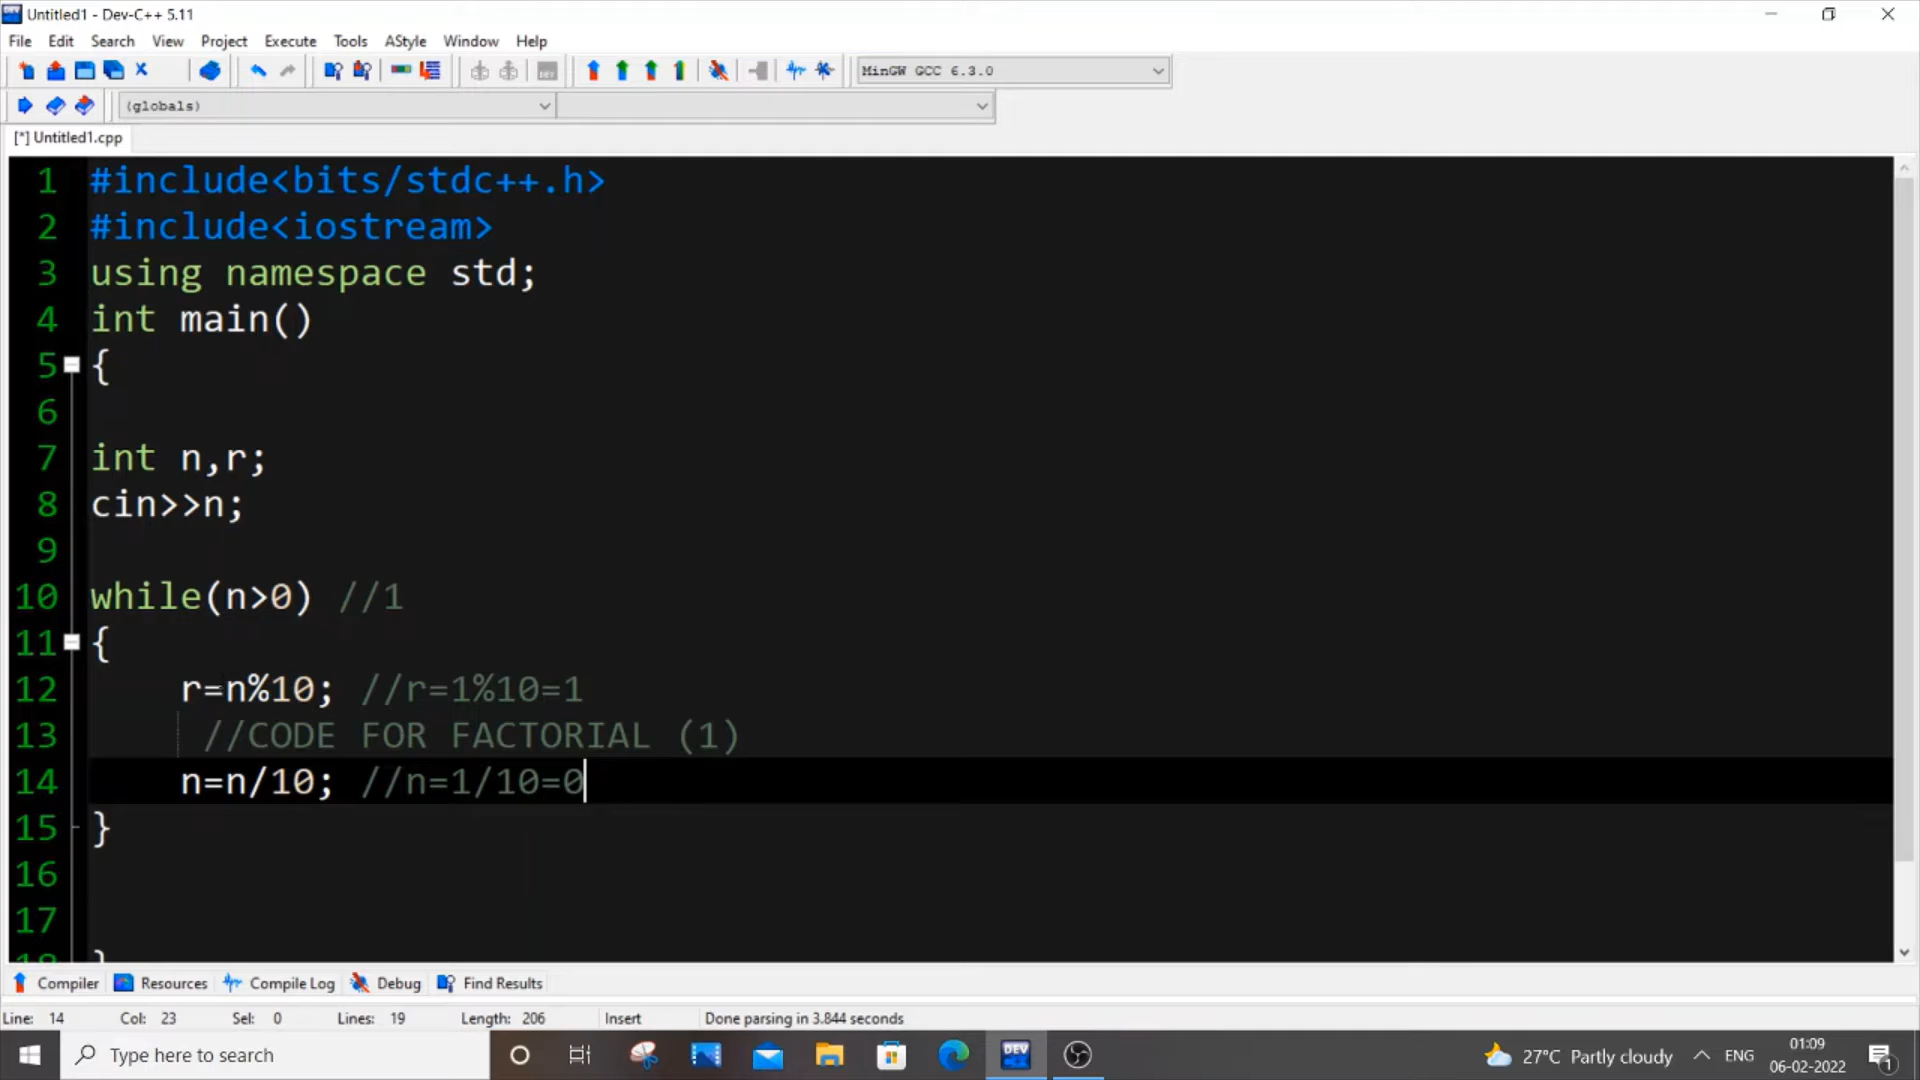 Untitled1 - Dev-C++ 5.11
File Edit Search View Project Execute Tools AStyle Window Help
MinGW GCC 6.3.0
(globals)
[*] Untitled1.cpp
1 #include<bits/stdc++.h>
2 #include<iostream>
3 using namespace std;
4 int main()
5 {
6
7 int n,r;
8 cin>>n;
9
10 while(n>0) //1
11 {
12 r=n%10; //r=1%10=1
13 //CODE FOR FACTORIAL (1)
14 n=n/10; //n=1/10=0
15 }
16
17
18 }
Compiler Resources Compile Log Debug Find Results
Line: 14 Col: 23 Sel: 0 Lines: 19 Length: 206 Insert Done parsing in 3.844 seconds
Type here to search DEV 27°C Partly cloudy ENG 01:09
06-02-2022 1